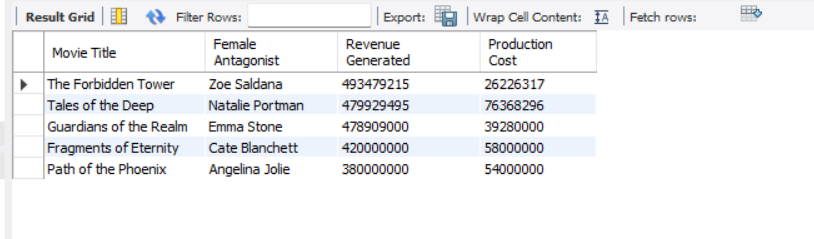 Result Grid Filter Rows: Export: Wrap Cell Content: IA Fetch rows:
Movie Title Female Antagonist Revenue Generated Production Cost
The Forbidden Tower Zoe Saldana 493479215 26226317
Tales of the Deep Natalie Portman 479929495 76368296
Guardians of the Realm Emma Stone 478909000 39280000
Fragments of Eternity Cate Blanchett 420000000 58000000
Path of the Phoenix Angelina Jolie 380000000 54000000